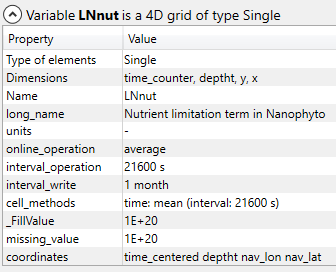 Variable LNnut is a 4D grid of type Single
Property Value
Type of elements Single
Dimensions time_counter, deptht, y, x
Name LNnut
long_name Nutrient limitation term in Nanophyto
units -
online_operation average
interval_operation 21600 s
interval_write 1 month
cell_methods time: mean (interval: 21600 s)
_FillValue 1E+20
missing_value 1E+20
coordinates time_centered deptht nav_lon nav_lat